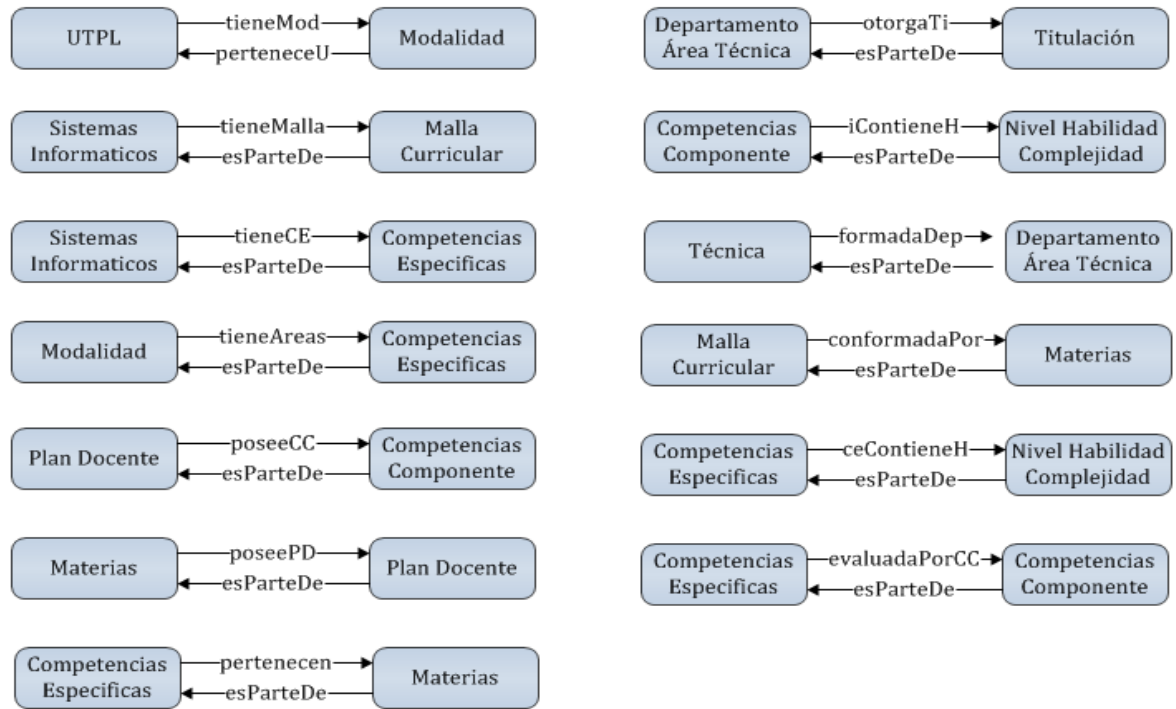 UTPL
tieneMod
perteneceU
Modalidad
Sistemas
Informaticos
tieneMalla
esParteDe
Malla
Curricular
Sistemas
Informaticos
tieneCE
esParteDe
Competencias
Especificas
Modalidad
tieneAreas
esParteDe
Competencias
Especificas
Plan Docente
poseeCC
esParteDe
Competencias
Componente
Materias
poseePD
esParteDe
Plan Docente
Competencias
Especificas
pertenecen
esParteDe
Materias
Departamento
Área Técnica
otorgaTi
esParteDe
Titulación
Competencias
Componente
iContieneH
esParteDe
Nivel Habilidad
Complejidad
Técnica
formadaDep
esParteDe
Departamento
Área Técnica
Malla
Curricular
conformadaPor
esParteDe
Materias
Competencias
Especificas
ceContieneH
esParteDe
Nivel Habilidad
Complejidad
Competencias
Especificas
evaluadaPorCC
esParteDe
Competencias
Componente